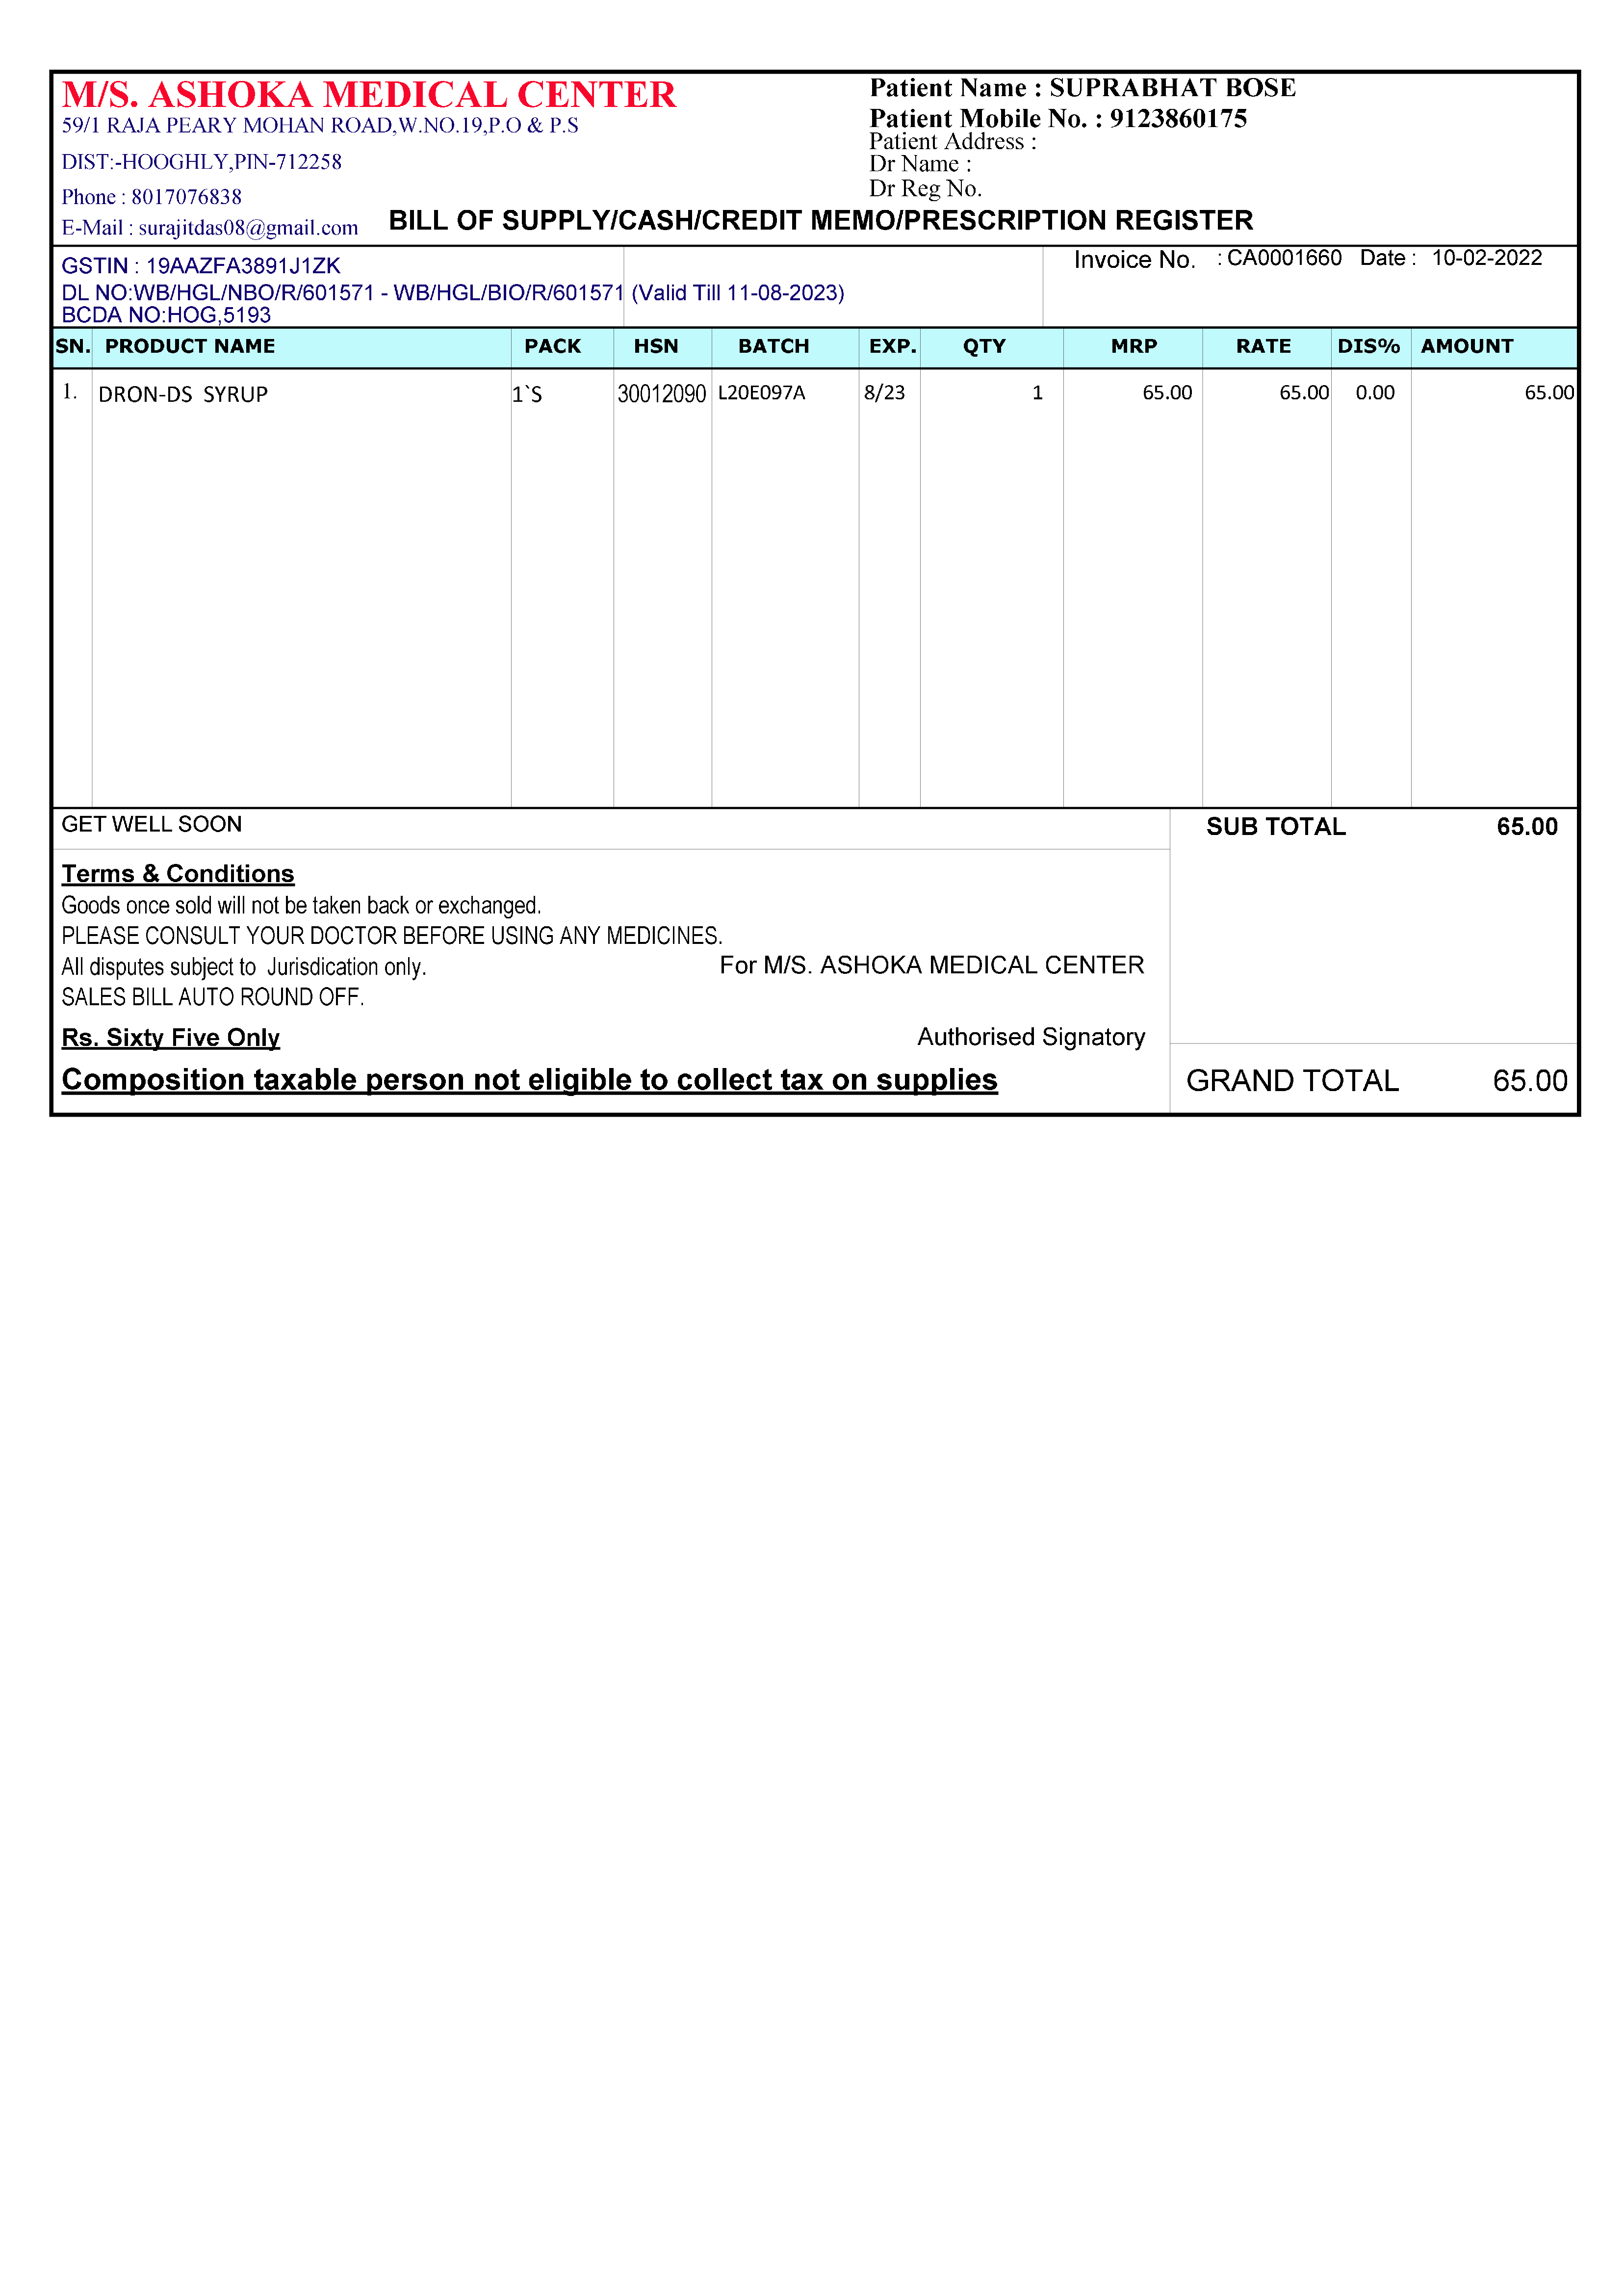 M/S. ASHOKA MEDICAL CENTER
59/1 RAJA PEARY MOHAN ROAD,W.NO.19,P.O & P.S
DIST:-HOOGHLY,PIN-712258
Phone : 8017076838
E-Mail : surajitdas08@gmail.com
Patient Name : SUPRABHAT BOSE
Patient Mobile No. : 9123860175
Patient Address :
Dr Name :
Dr Reg No.
BILL OF SUPPLY/CASH/CREDIT MEMO/PRESCRIPTION REGISTER
GSTIN : 19AAZFA3891J1ZK
DL NO:WB/HGL/NBO/R/601571 - WB/HGL/BIO/R/601571 (Valid Till 11-08-2023)
BCDA NO:HOG,5193
Invoice No. : CA0001660 Date : 10-02-2022
SN. PRODUCT NAME PACK HSN BATCH EXP. QTY MRP RATE DIS% AMOUNT
1. DRON-DS SYRUP 1`S 30012090 L20E097A 8/23 1 65.00 65.00 0.00 65.00
GET WELL SOON
SUB TOTAL 65.00
Terms & Conditions
Goods once sold will not be taken back or exchanged.
PLEASE CONSULT YOUR DOCTOR BEFORE USING ANY MEDICINES.
All disputes subject to Jurisdication only.
For M/S. ASHOKA MEDICAL CENTER
SALES BILL AUTO ROUND OFF.
Rs. Sixty Five Only
Authorised Signatory
Composition taxable person not eligible to collect tax on supplies
GRAND TOTAL 65.00